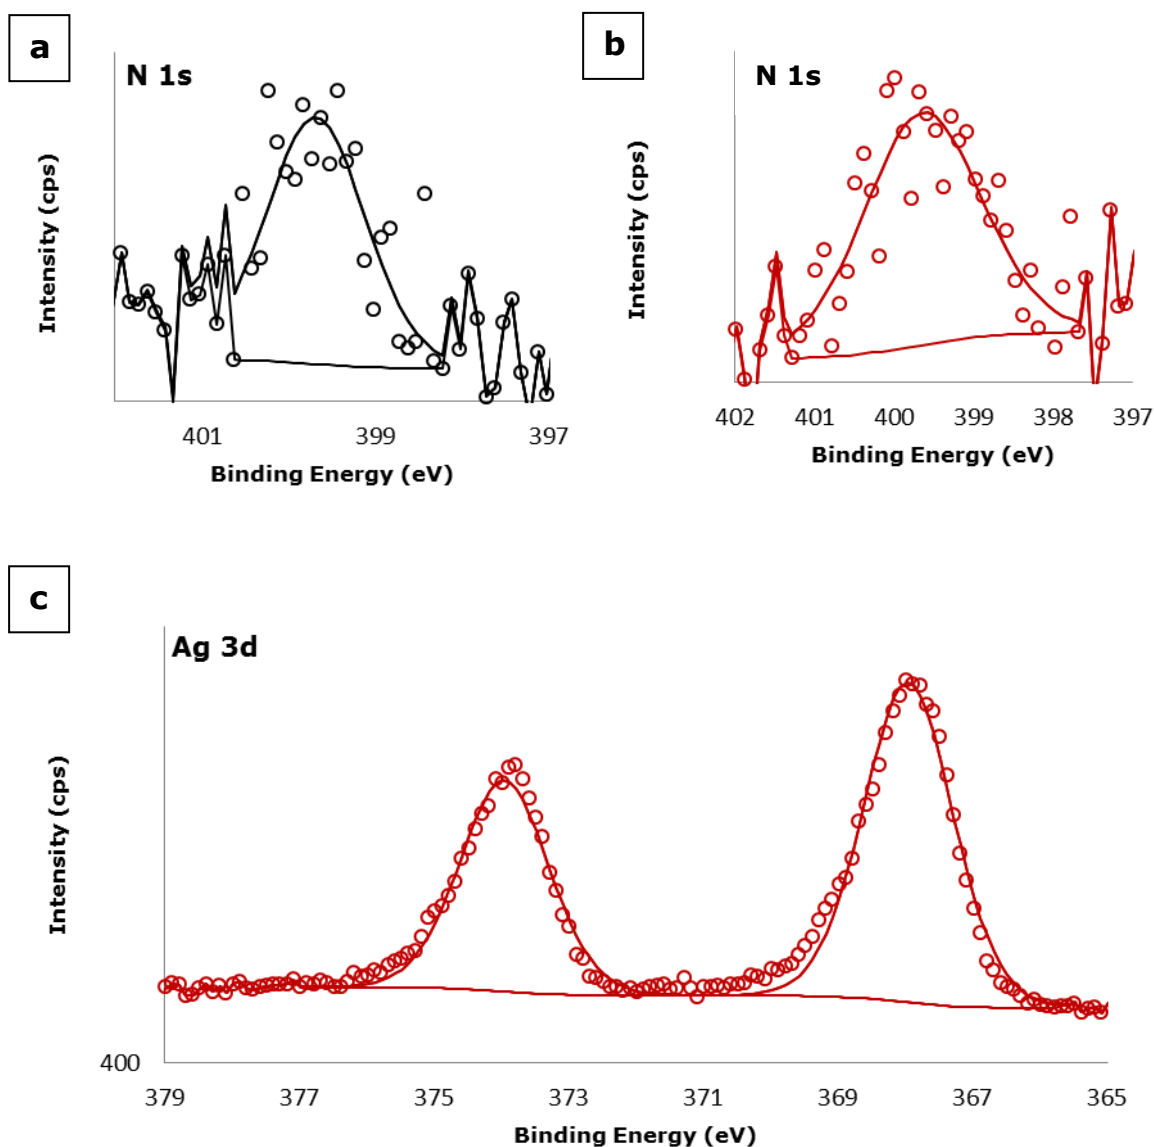 a
N 1s
Intensity (cps)
401 399 397
Binding Energy (eV)
b
N 1s
Intensity (cps)
402 401 400 399 398 397
Binding Energy (eV)
c
Ag 3d
Intensity (cps)
400
379 377 375 373 371 369 367 365
Binding Energy (eV)